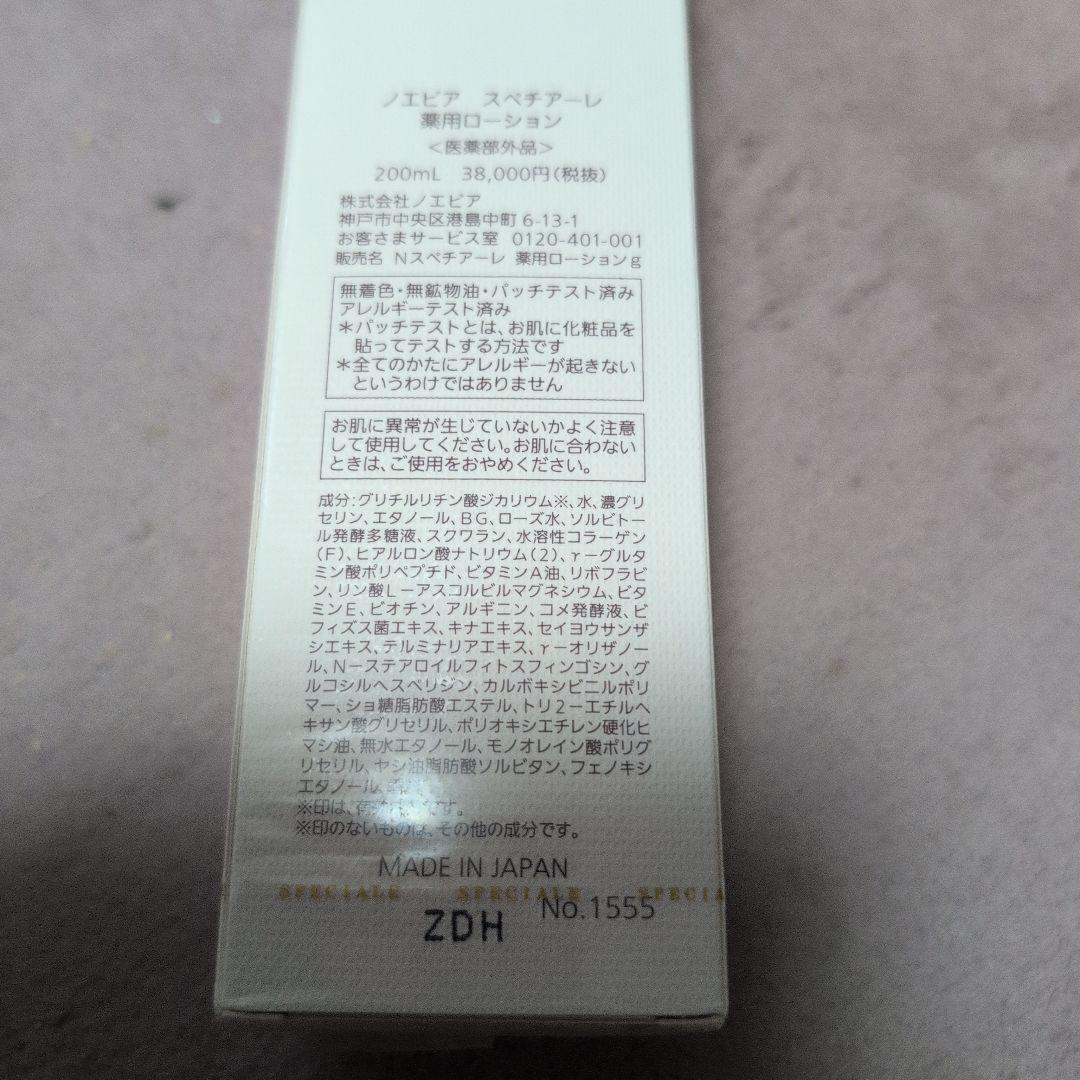 ノエビア スペチアーレ
薬用ローション
<医薬部外品>
200mL 38,000円(税抜)
株式会社ノエビア
神戸市中央区港島中町6-13-1
お客さまサービス室 0120-401-001
販売名 Nスペチアーレ 薬用ローションg
無着色・無鉱物油・パッチテスト済み
アレルギーテスト済み
*パッチテストとは、お肌に化粧品を
貼ってテストする方法です
*全てのかたにアレルギーが起きない
というわけではありません
お肌に異常が生じていないかよく注意
して使用してください。お肌に合わない
ときは、ご使用をおやめください。
成分:グリチルリチン酸ジカリウム※、水、濃グリ
セリン、エタノール、BG、ローズ水、ソルビトー
ル発酵多糖液、スクワラン、水溶性コラーゲン
(F)、ヒアルロン酸ナトリウム(2)、γ-グルタ
ミン酸ポリペプチド、ビタミンA油、リボフラビ
ン、リン酸L-アスコルビルマグネシウム、ビタ
ミンE、ビオチン、アルギニン、コメ発酵液、ビ
フィズス菌エキス、キナエキス、セイヨウサンザ
シエキス、テルミナリアエキス、γ-オリザノー
ル、N-ステアロイルフィトスフィンゴシン、グ
ルコシルヘスペリジン、カルボキシビニルポリ
マー、ショ糖脂肪酸エステル、トリ2-エチルヘ
キサン酸グリセリル、ポリオキシエチレン硬化ヒ
マシ油、無水エタノール、モノオレイン酸ポリグ
リセリル、ヤシ油脂肪酸ソルビタン、フェノキシ
エタノール、
※印は、です。
※印のないものは、その他の成分です。
MADE IN JAPAN
SPECIALE SPECIALE SPECIA
No.1555
ZDH